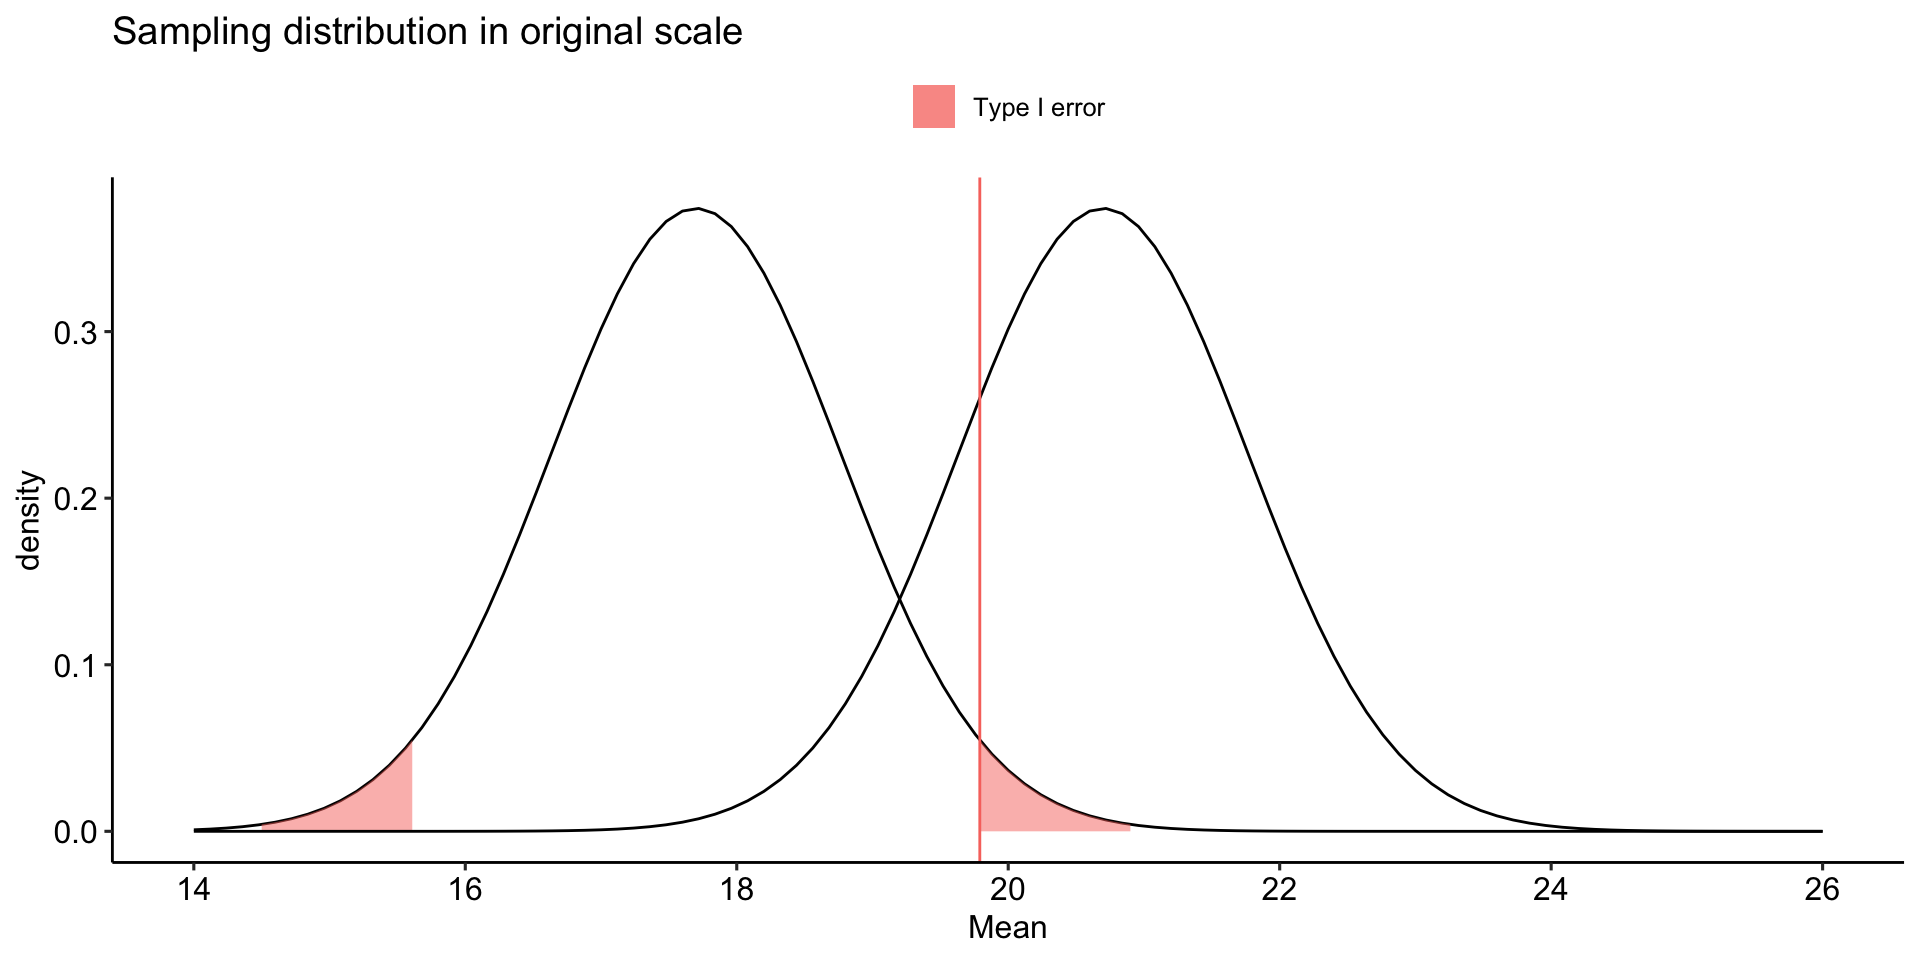 Sampling distribution in original scale
Type I error
density
0.3
0.2
0.1
0.0
14 16 18 20 22 24 26
Mean